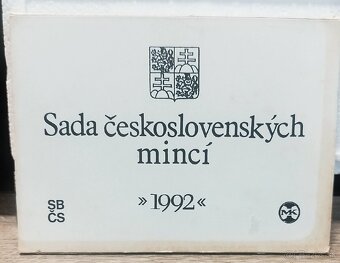 Sada československých
mincí
»1992«
SB
ČS
MK